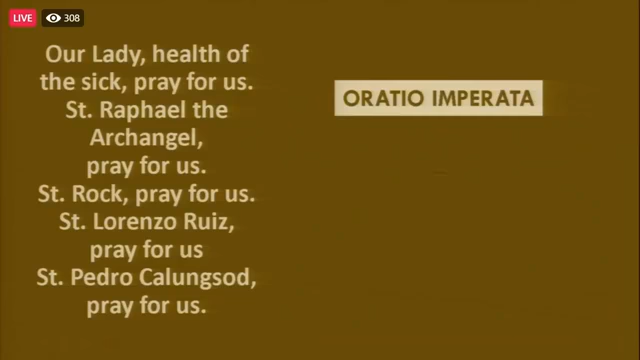 LIVE 308
Our Lady, health of
the sick, pray for us.
St. Raphael the
Archangel,
pray for us.
St. Rock, pray for us.
St. Lorenzo Ruiz,
pray for us
St. Pedro Calungsod,
pray for us.
ORATIO IMPERATA